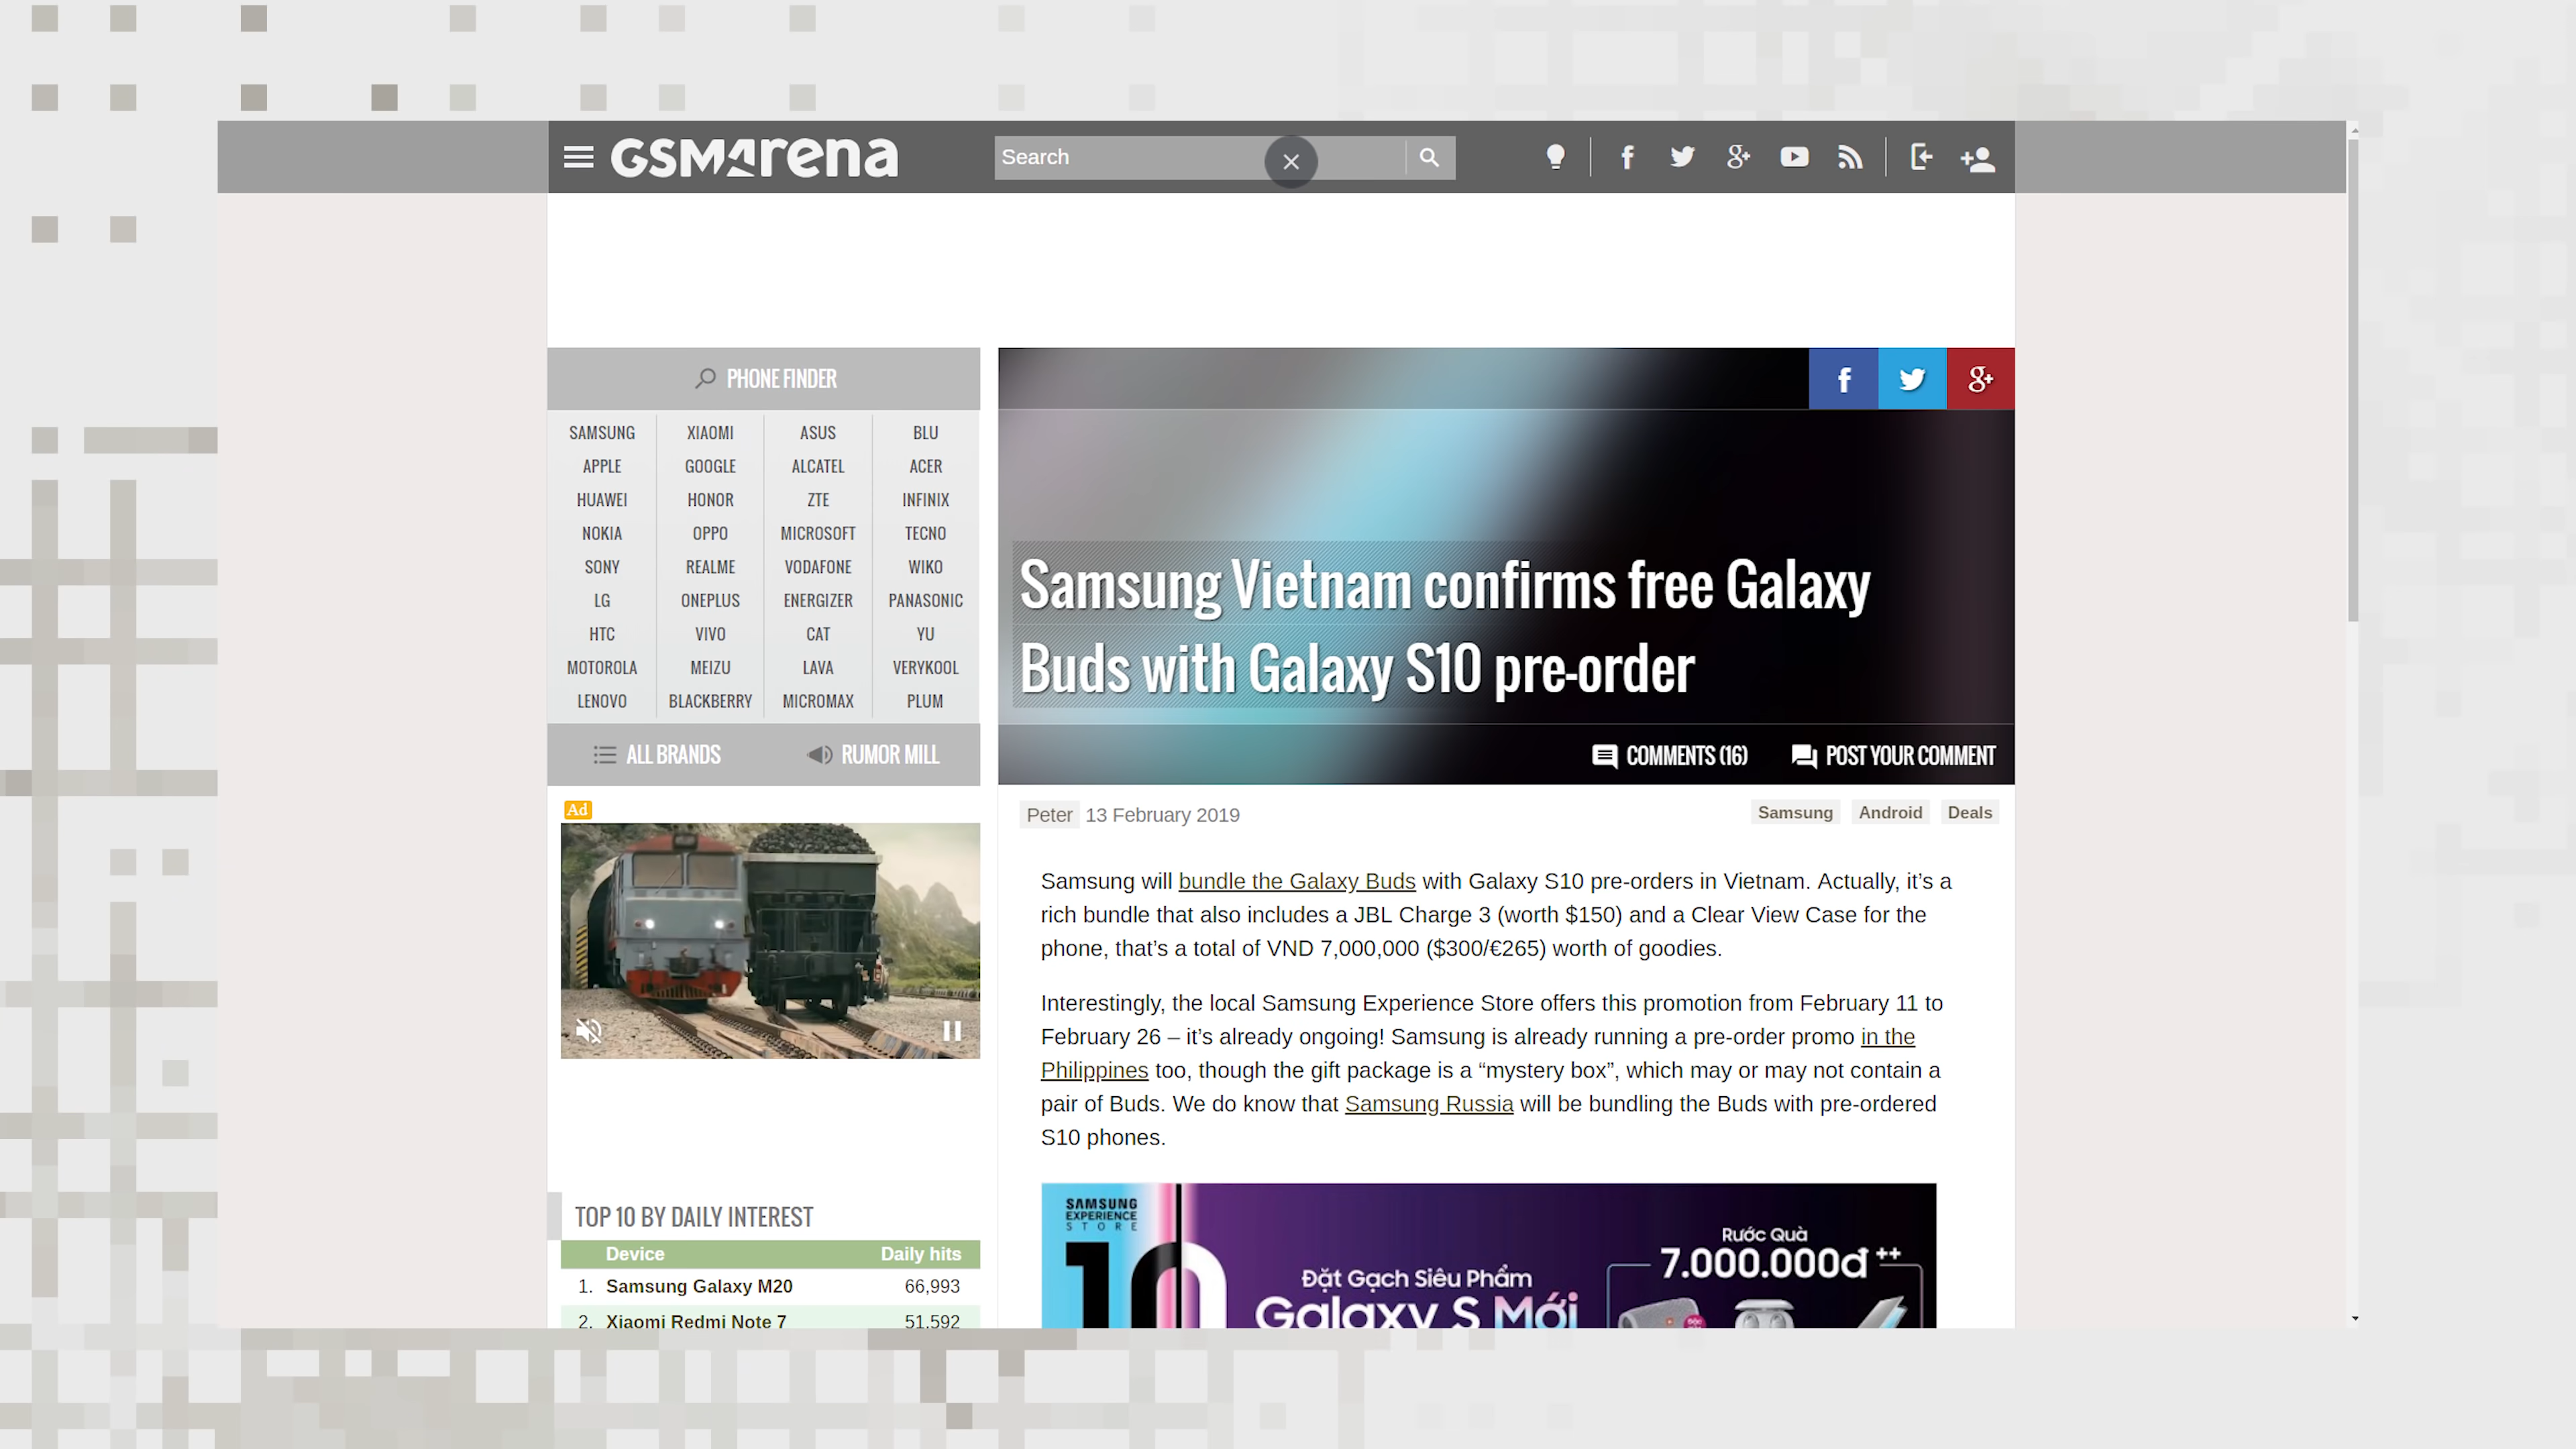 GSMArena
Search
PHONE FINDER
SAMSUNG XIAOMI ASUS BLU
APPLE GOOGLE ALCATEL ACER
HUAWEI HONOR ZTE INFINIX
NOKIA OPPO MICROSOFT TECNO
SONY REALME VODAFONE WIKO
LG ONEPLUS ENERGIZER PANASONIC
HTC VIVO CAT YU
MOTOROLA MEIZU LAVA VERYKOOL
LENOVO BLACKBERRY MICROMAX PLUM
ALL BRANDS RUMOR MILL
Ad
TOP 10 BY DAILY INTEREST
Device Daily hits
1. Samsung Galaxy M20 66,993
2. Xiaomi Redmi Note 7 51,592
Samsung Vietnam confirms free Galaxy
Buds with Galaxy S10 pre-order
COMMENTS (16) POST YOUR COMMENT
Peter 13 February 2019
Samsung Android Deals
Samsung will bundle the Galaxy Buds with Galaxy S10 pre-orders in Vietnam. Actually, it’s a
rich bundle that also includes a JBL Charge 3 (worth $150) and a Clear View Case for the
phone, that’s a total of VND 7,000,000 ($300/€265) worth of goodies.
Interestingly, the local Samsung Experience Store offers this promotion from February 11 to
February 26 – it’s already ongoing! Samsung is already running a pre-order promo in the
Philippines too, though the gift package is a “mystery box”, which may or may not contain a
pair of Buds. We do know that Samsung Russia will be bundling the Buds with pre-ordered
S10 phones.
SAMSUNG
EXPERIENCE
STORE
10
Đặt Gạch Siêu Phẩm
Galaxy S Mới
Rước Quà
7.000.000đ ++